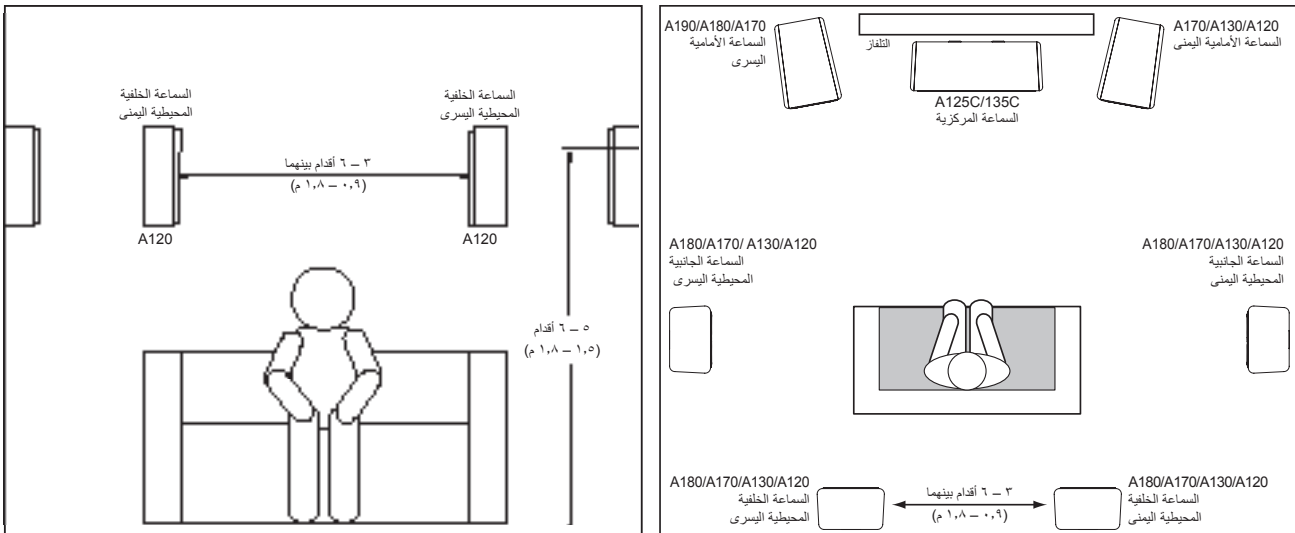 السماعة الخلفية
المحيطية اليمنى
السماعة الخلفية
المحيطية اليسرى
٣ – ٦ أقدام بينهما
(٠,٩ – ١,٨ م)
A120
A120
٥ – ٦ أقدام
(١,٥ – ١,٨ م)
A190/A180/A170
السماعة الأمامية
اليسرى
التلفاز
A125C/135C
السماعة المركزية
A170/A130/A120
السماعة الأمامية اليمنى
A180/A170/ A130/A120
السماعة الجانبية
المحيطية اليسرى
A180/A170/A130/A120
السماعة الجانبية
المحيطية اليمنى
A180/A170/A130/A120
السماعة الخلفية
المحيطية اليسرى
٣ – ٦ أقدام بينهما
(٠,٩ – ١,٨ م)
A180/A170/A130/A120
السماعة الخلفية
المحيطية اليمنى